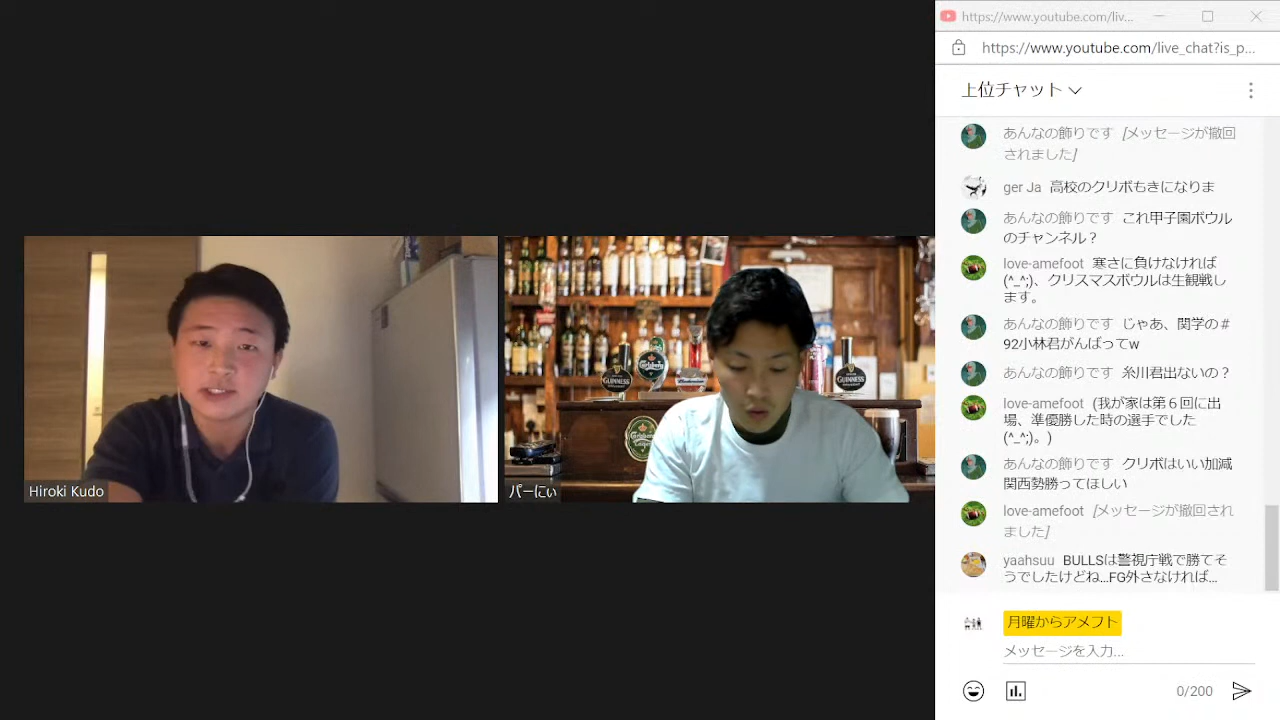 https://www.youtube.com/liv...
https://www.youtube.com/live_chat?is_p...
上位チャット
あんなの飾りです [メッセージが撤回
されました]
ger Ja 高校のクリボもきになりま
あんなの飾りです これ甲子園ボウル
のチャンネル？
love-amefoot 寒さに負けなければ
(^_^;)、クリスマスボウルは生観戦し
ます。
あんなの飾りです じゃあ、関学の＃
92小林君がんばってw
あんなの飾りです 糸川君出ないの？
love-amefoot (我が家は第６回に出
場、準優勝した時の選手でした
(^_^;)。)
あんなの飾りです クリボはいい加減
関西勢勝ってほしい
love-amefoot [メッセージが撤回され
ました]
yaahsuu BULLSは警視庁戦で勝てそ
うでしたけどね...FG外さなければ...
月曜からアメフト
メッセージを入力...
0/200
Hiroki Kudo
パーにぃ
GUINNESS
Carlsberg
GUINNESS
Carlsberg